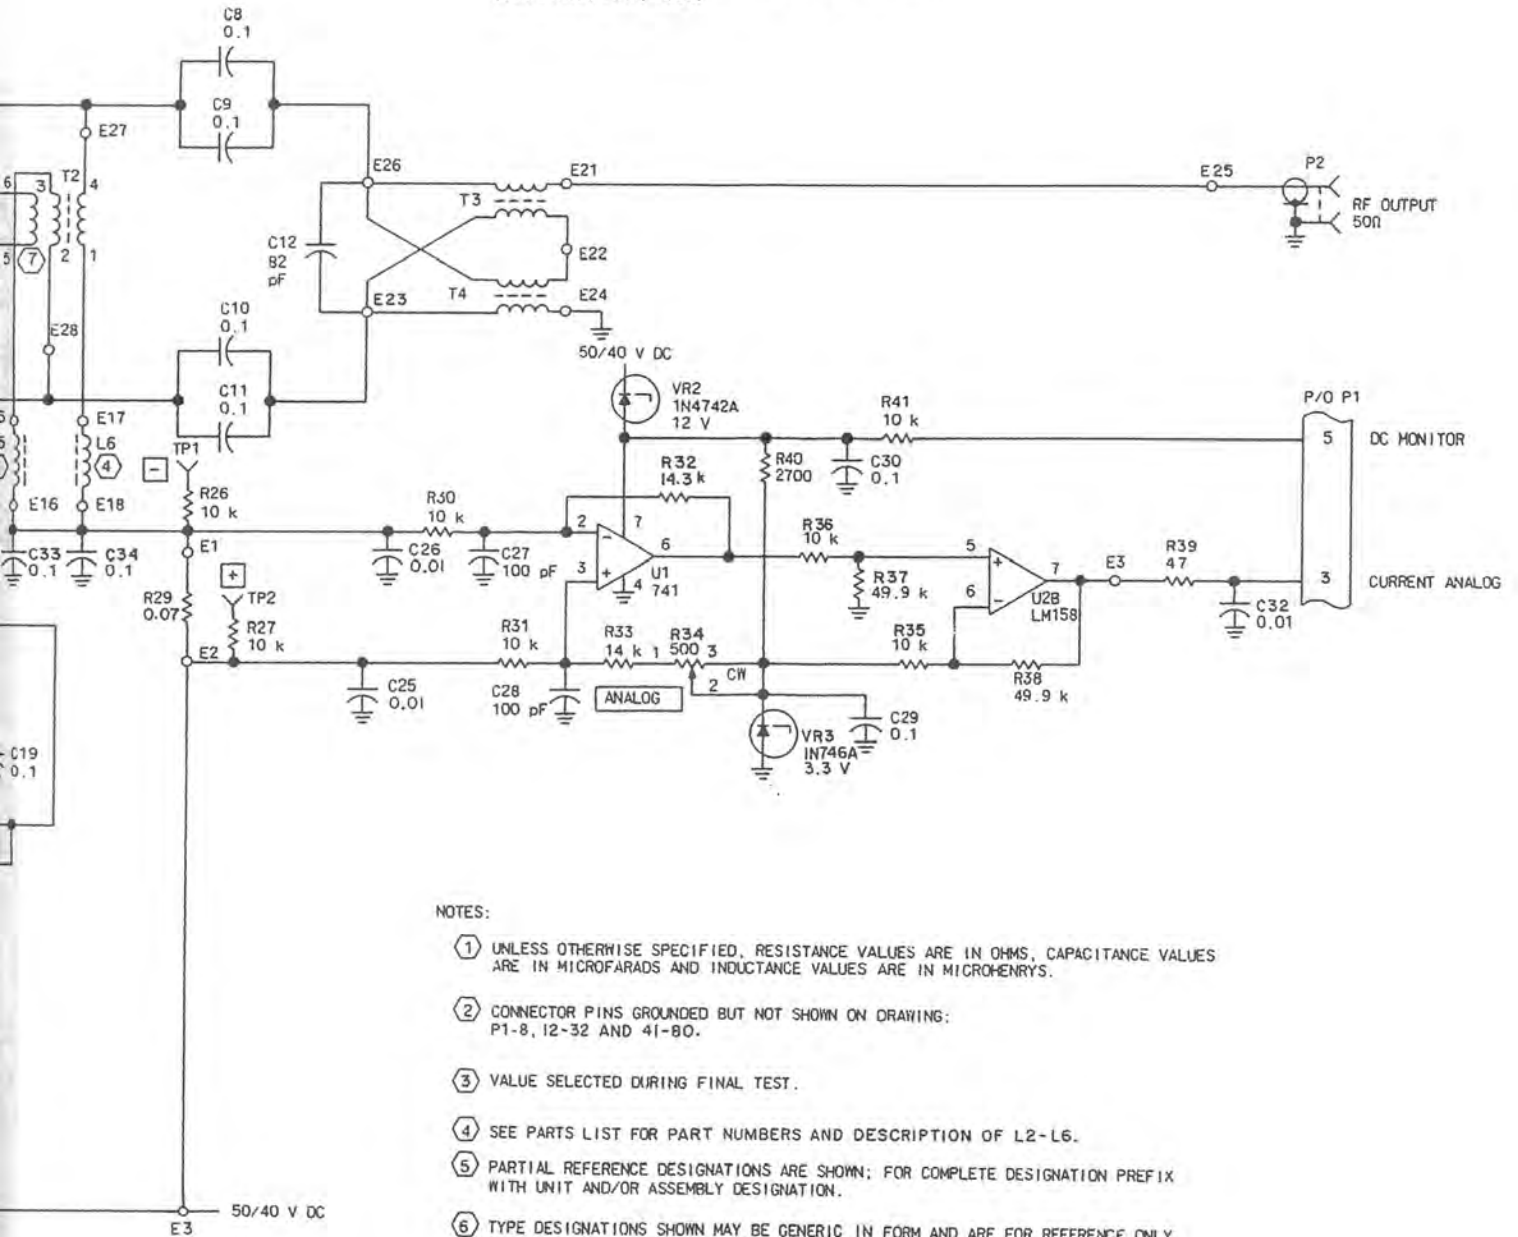 C8
0.1
C9
0.1
E27
6
3
T2
4
5
7
2
1
E28
E26
E21
T3
C12
82
pF
E22
E23
T4
E24
E25
P2
RF OUTPUT
50Ω
C10
0.1
C11
0.1
50/40 V DC
VR2
1N4742A
12 V
R41
10 k
P/O P1
5
DC MONITOR
E17
L6
4
E16
E18
TP1
-
R26
10 k
R30
10 k
R32
14.3 k
R40
2700
C30
0.1
C33
0.1
C34
0.1
E1
C26
0.01
C27
100 pF
2
7
6
3
4
U1
741
R36
10 k
R37
49.9 k
5
6
7
U2B
LM158
E3
R39
47
3
CURRENT ANALOG
C32
0.01
R29
0.07
+
TP2
R27
10 k
E2
R31
10 k
R33
14 k
1
R34
500
3
CW
2
R35
10 k
R38
49.9 k
C25
0.01
C28
100 pF
ANALOG
C29
0.1
VR3
1N746A
3.3 V
C19
0.1
NOTES:
1 UNLESS OTHERWISE SPECIFIED, RESISTANCE VALUES ARE IN OHMS, CAPACITANCE VALUES
ARE IN MICROFARADS AND INDUCTANCE VALUES ARE IN MICROHENRYS.
2 CONNECTOR PINS GROUNDED BUT NOT SHOWN ON DRAWING:
P1-8, 12-32 AND 41-80.
3 VALUE SELECTED DURING FINAL TEST.
4 SEE PARTS LIST FOR PART NUMBERS AND DESCRIPTION OF L2-L6.
5 PARTIAL REFERENCE DESIGNATIONS ARE SHOWN; FOR COMPLETE DESIGNATION PREFIX
WITH UNIT AND/OR ASSEMBLY DESIGNATION.
6 TYPE DESIGNATIONS SHOWN MAY BE GENERIC IN FORM AND ARE FOR REFERENCE ONLY
50/40 V DC
E3